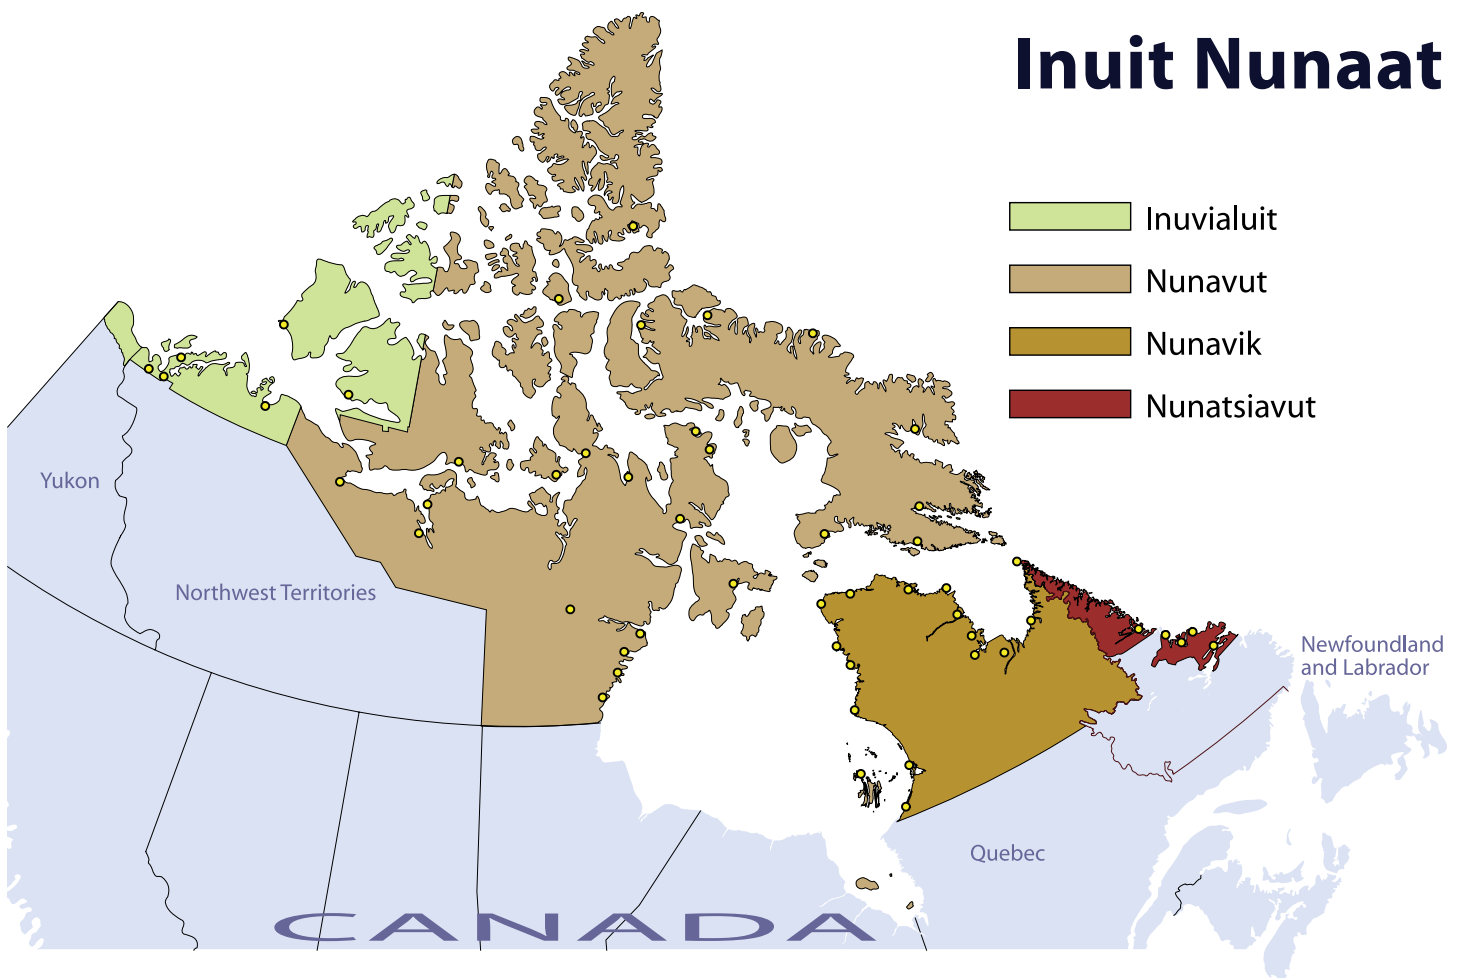 Inuit Nunaat
Inuvialuit
Nunavut
Nunavik
Nunatsiavut
Yukon
Northwest Territories
Newfoundland
and Labrador
Quebec
CANADA